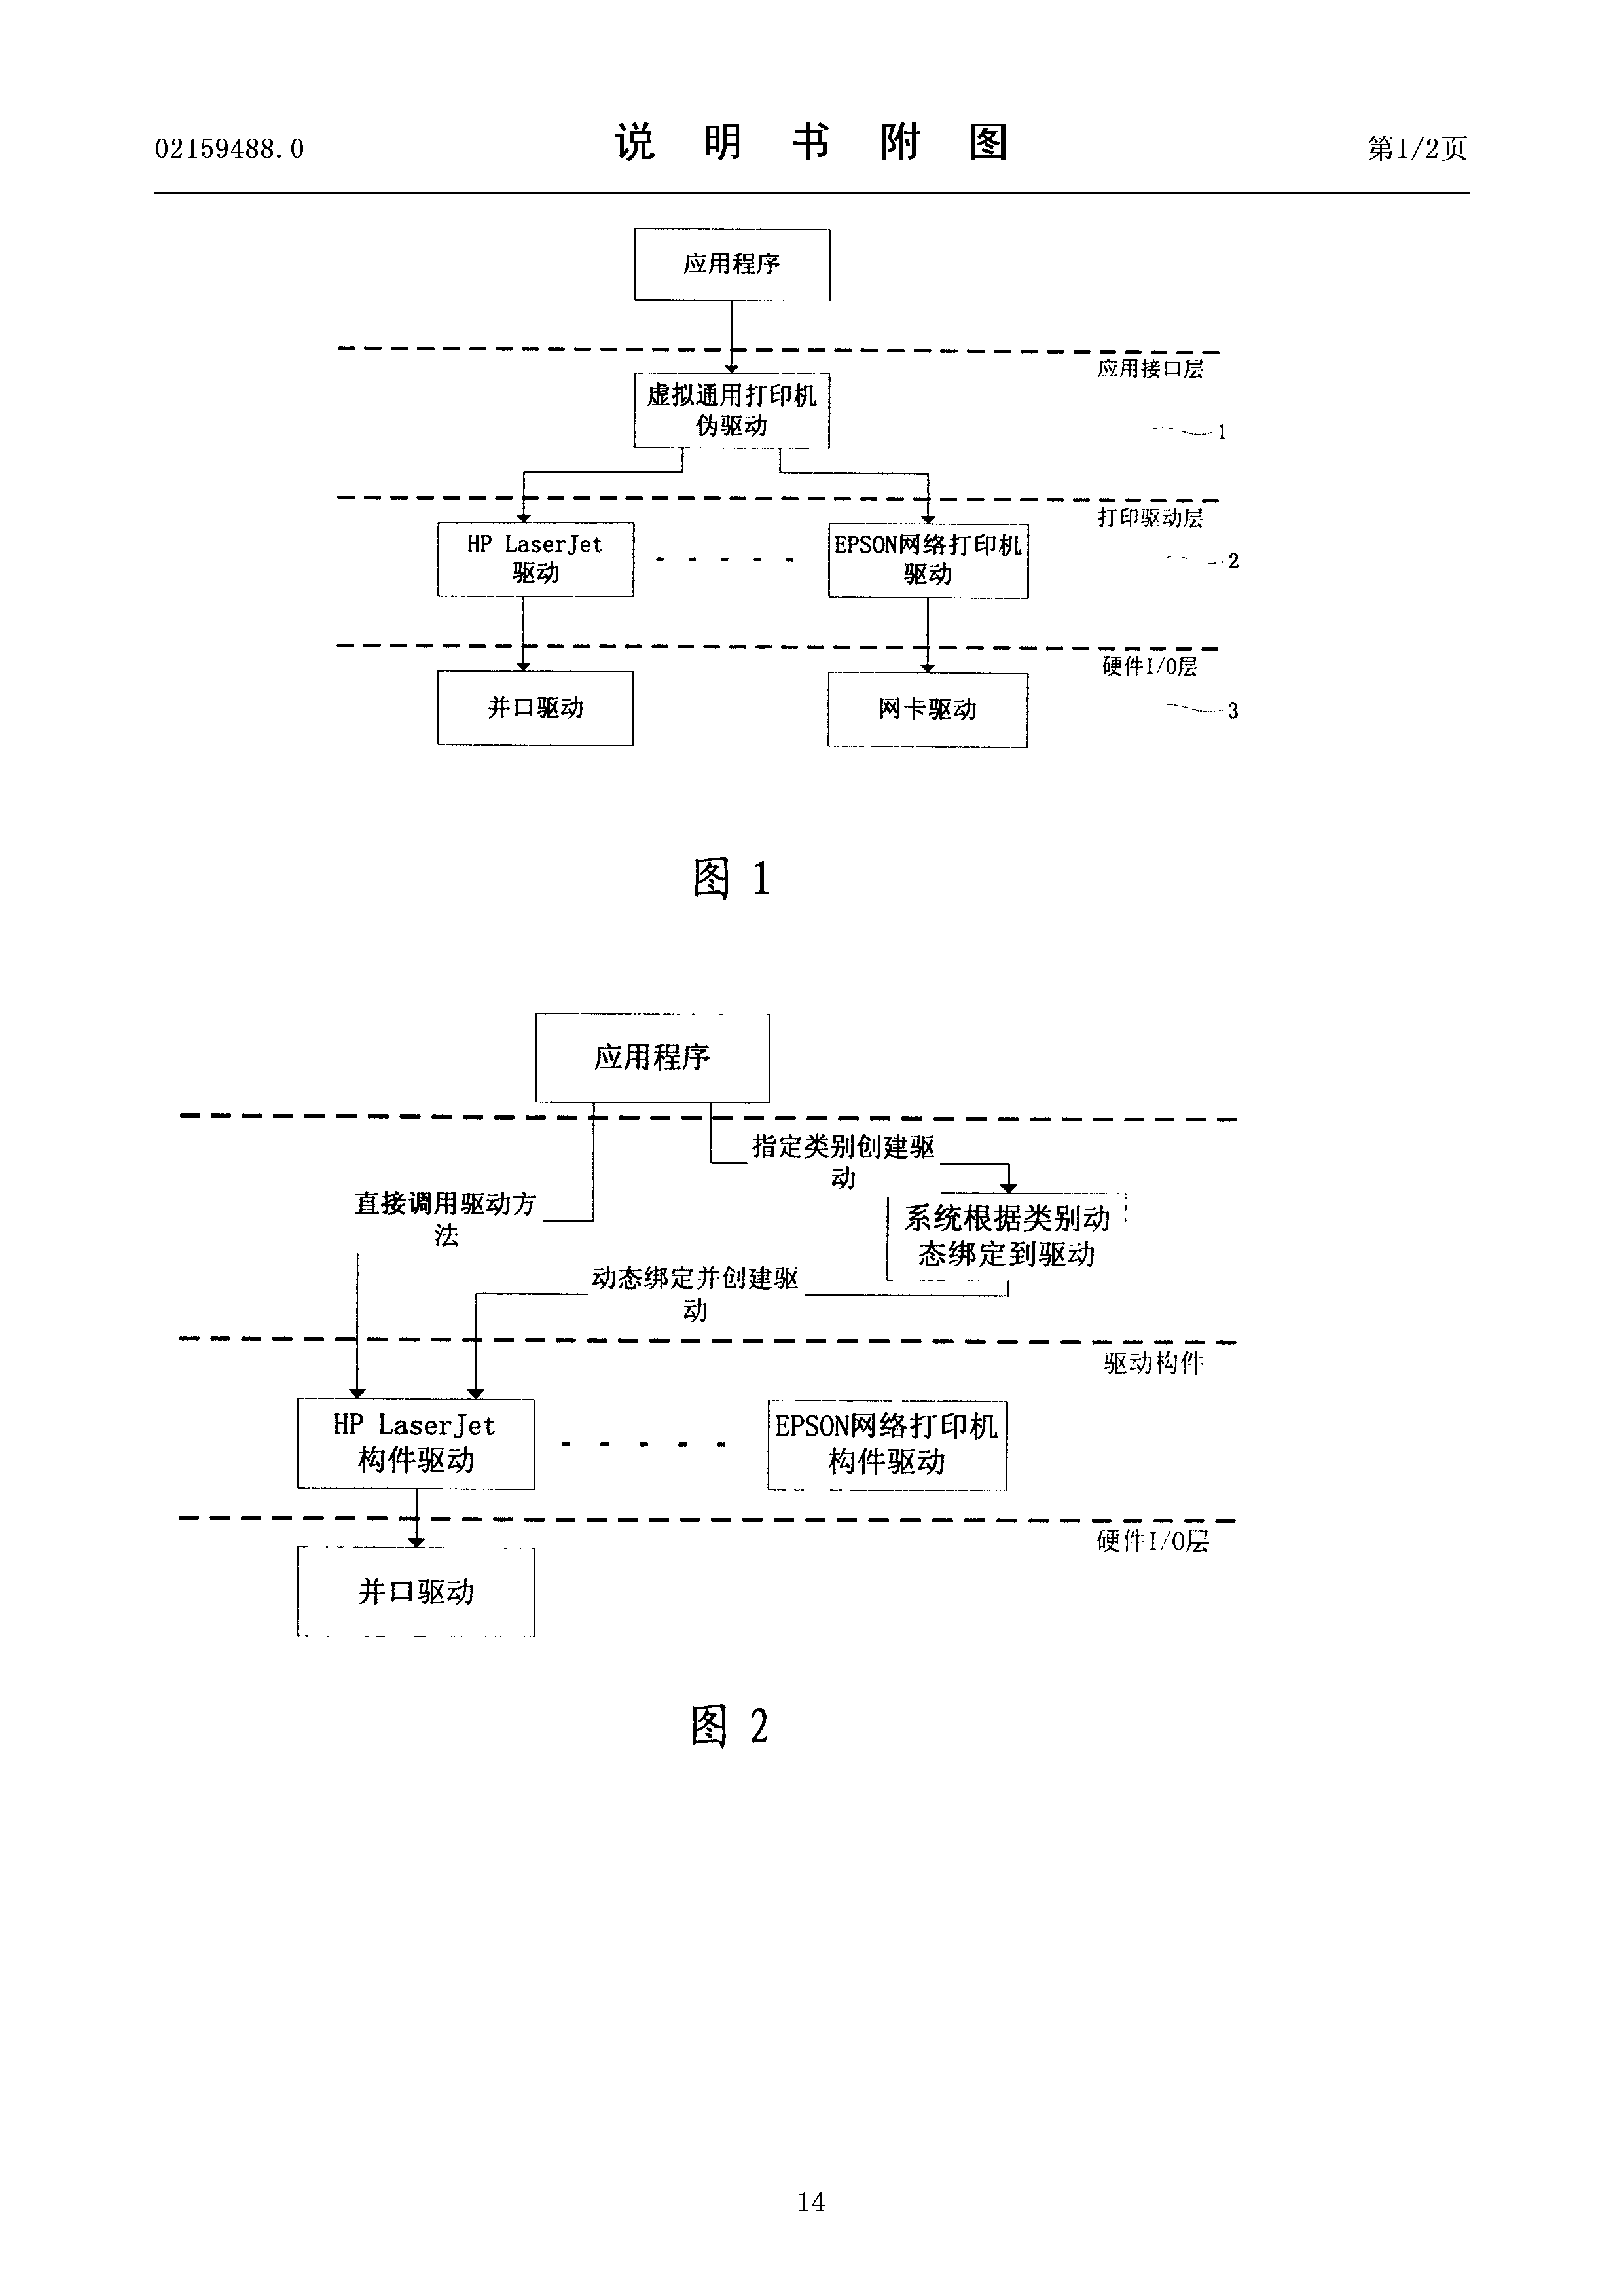 02159488.0
说明书附图
第1/2页
应用程序
应用接口层
虚拟通用打印机
伪驱动
1
打印驱动层
HP LaserJet
驱动
EPSON网络打印机
驱动
2
硬件I/O层
并口驱动
网卡驱动
3
图 1
应用程序
指定类别创建驱
动
直接调用驱动方
法
系统根据类别动
态绑定到驱动
动态绑定并创建驱
动
驱动构件
HP LaserJet
构件驱动
EPSON网络打印机
构件驱动
硬件I/O层
并口驱动
图 2
14